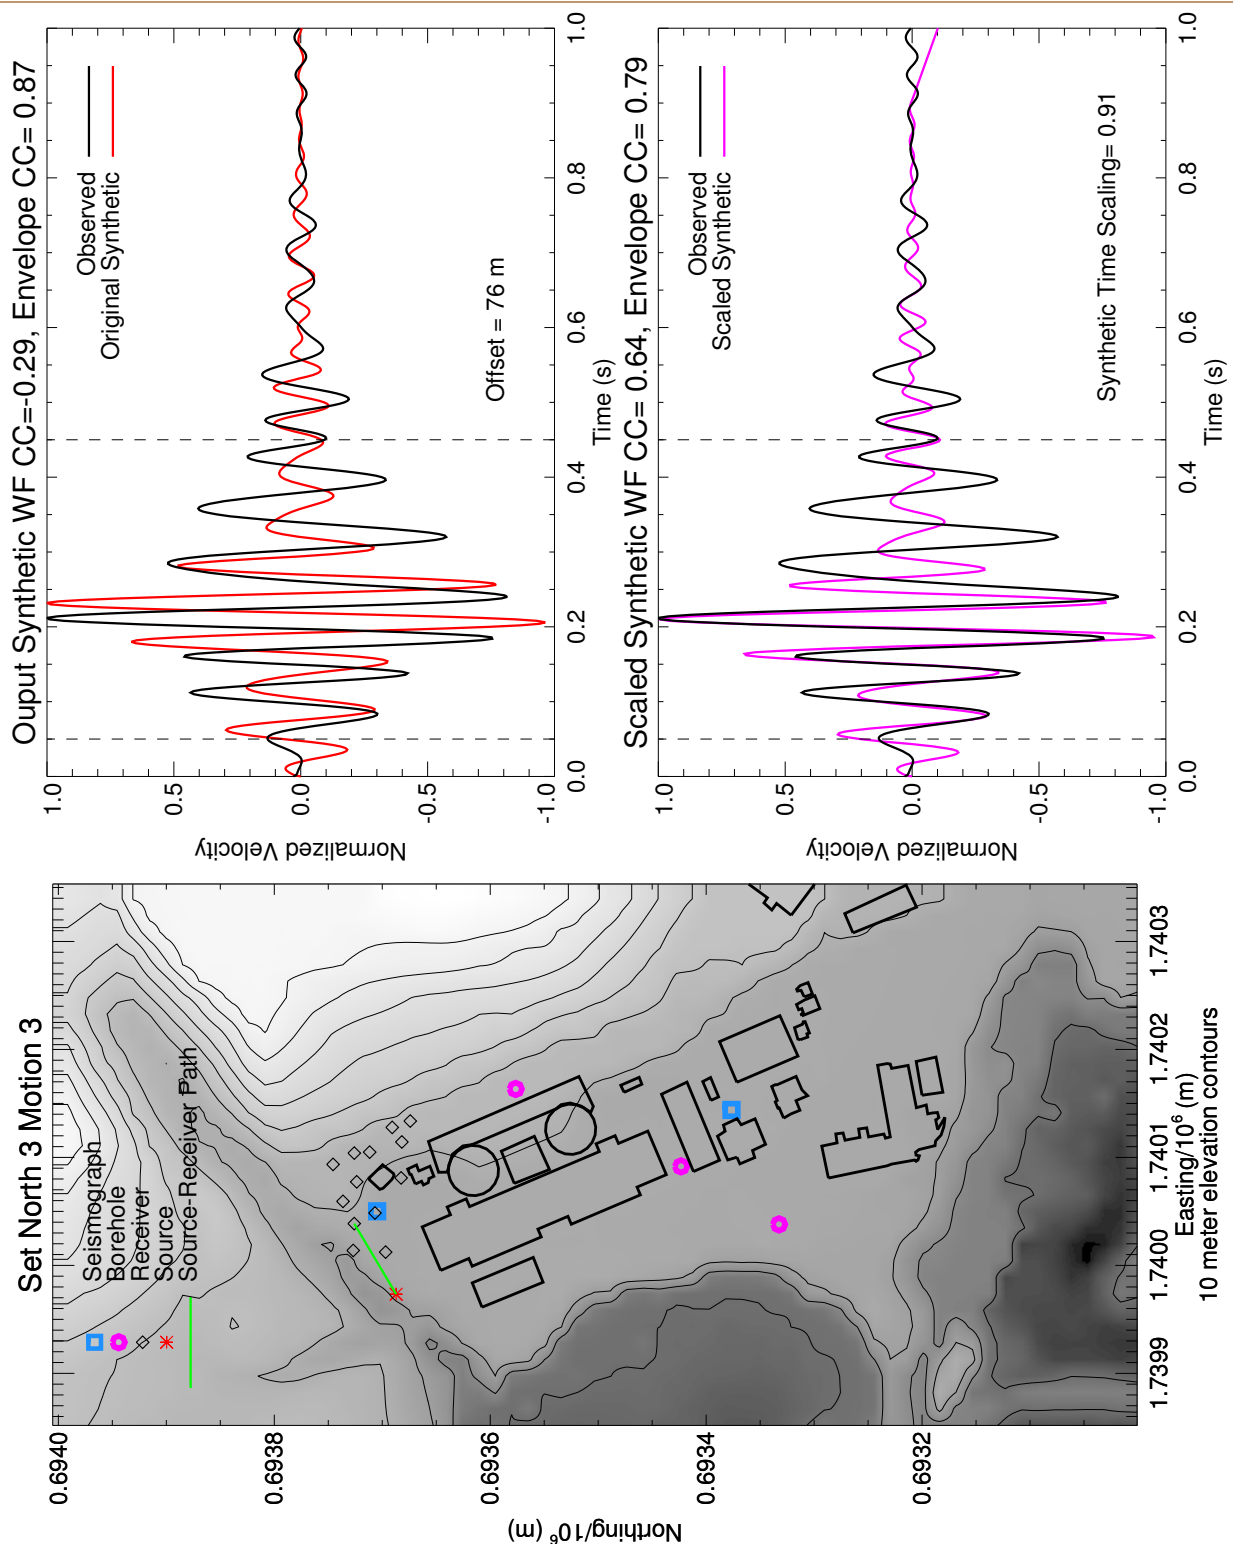 Set North 3 Motion 3
Seismograph
Borehole
Receiver
Source
Source-Receiver Path
0.6940
0.6938
0.6936
0.6934
0.6932
Northing/10⁶ (m)
1.7399
1.7400
1.7401
1.7402
1.7403
Easting/10⁶ (m)
10 meter elevation contours
Ouput Synthetic WF CC=-0.29, Envelope CC= 0.87
Observed
Original Synthetic
Offset = 76 m
1.0
0.5
0.0
-0.5
-1.0
Normalized Velocity
0.0
0.2
0.4
0.6
0.8
1.0
Time (s)
Scaled Synthetic WF CC= 0.64, Envelope CC= 0.79
Observed
Scaled Synthetic
Synthetic Time Scaling= 0.91
1.0
0.5
0.0
-0.5
-1.0
Normalized Velocity
0.0
0.2
0.4
0.6
0.8
1.0
Time (s)